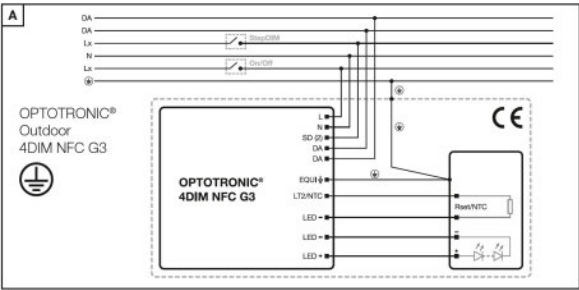 A
DA
DA
Lx StepDIM
N
Lx On/Off
OPTOTRONIC®
Outdoor
4DIM NFC G3
CE
L
N
SD (2)
DA
DA
EQUI
LT2/NTC
LED -
LED -
LED +
OPTOTRONIC®
4DIM NFC G3
Rset/NTC
-
+